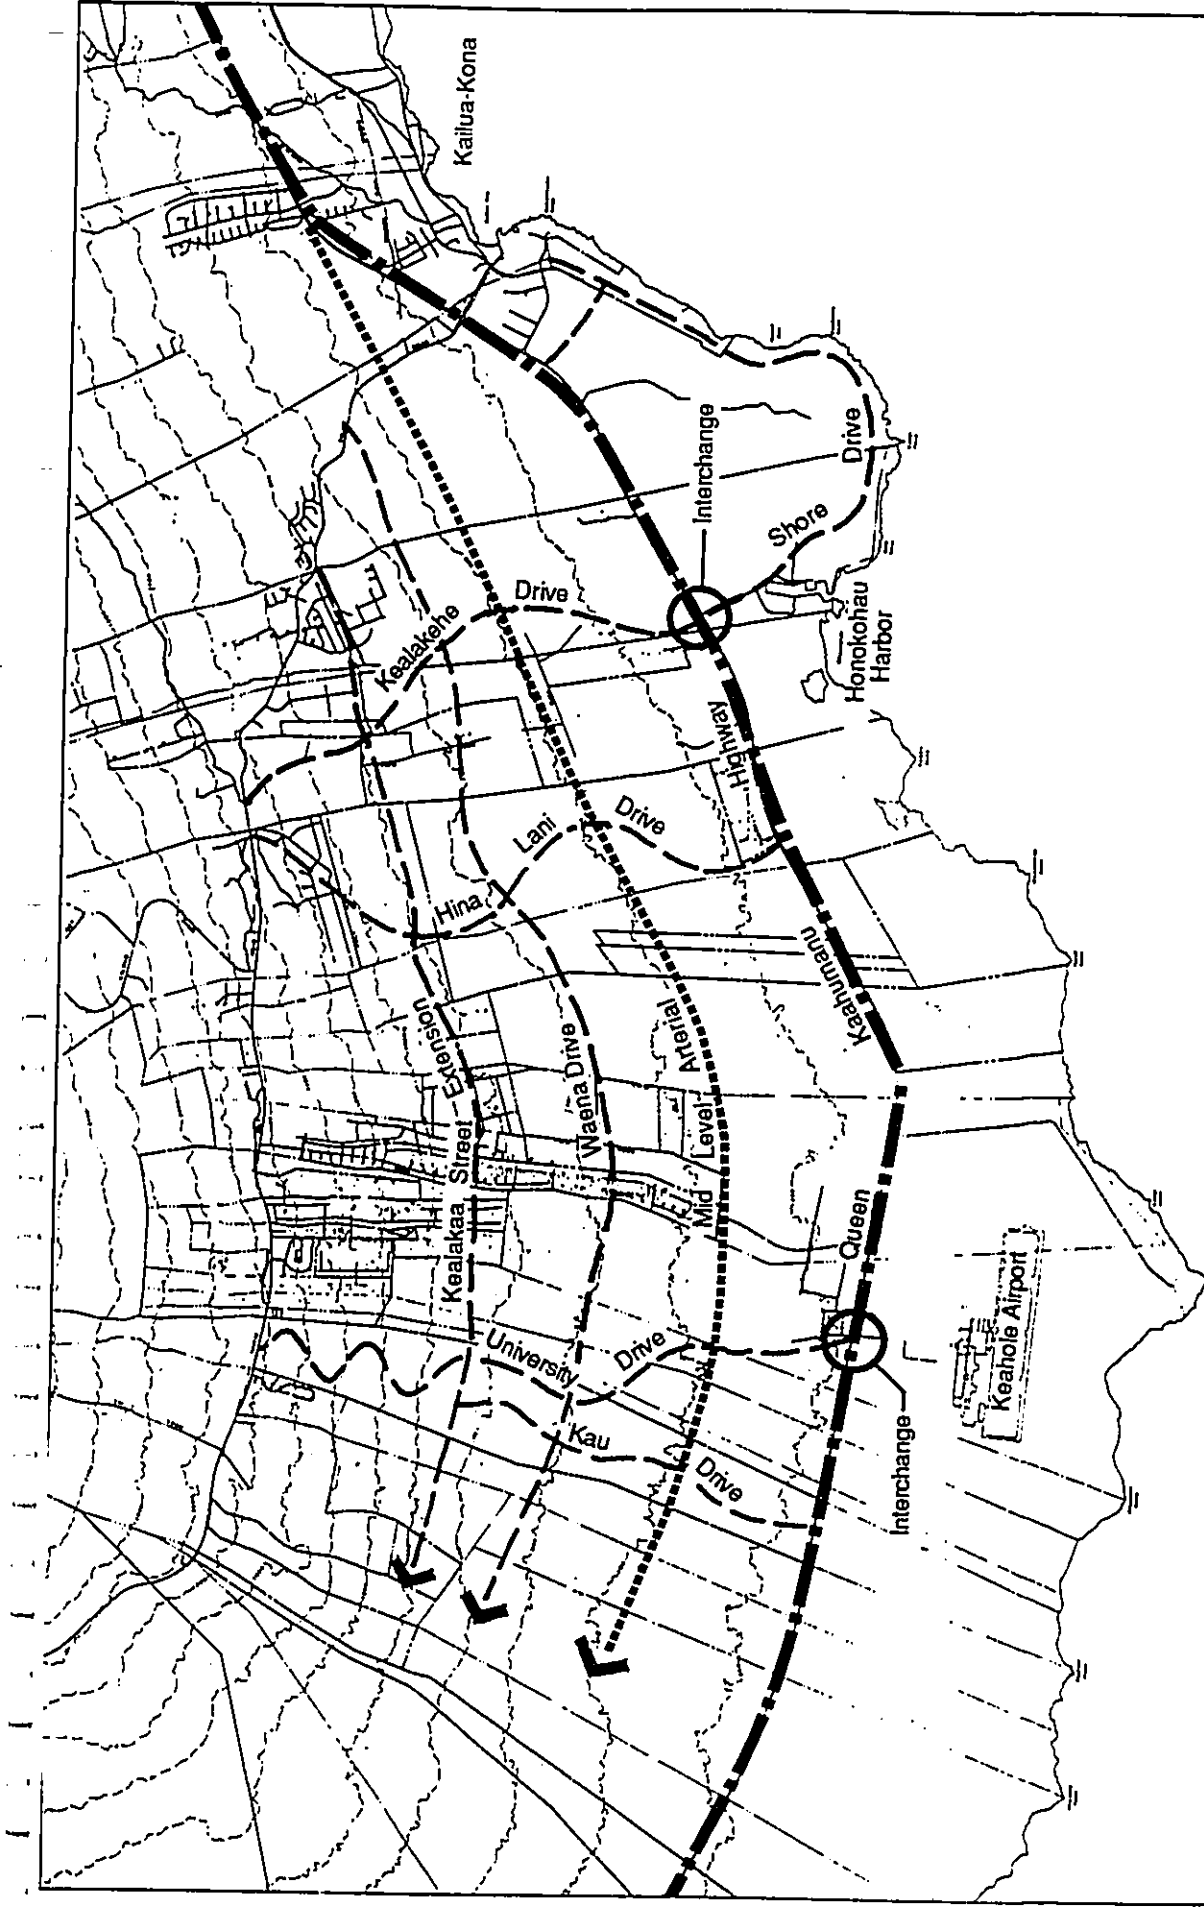 Kailua-Kona
Interchange
Shore
Drive
Honokohau
Harbor
Kealakehe
Drive
Hina
Lani
Drive
Queen
Kaahumanu
Highway
Kealakaa
Street
Extension
Waena Drive
Mid
Level
Arterial
University
Drive
Kau
Drive
Interchange
Keahole Airport